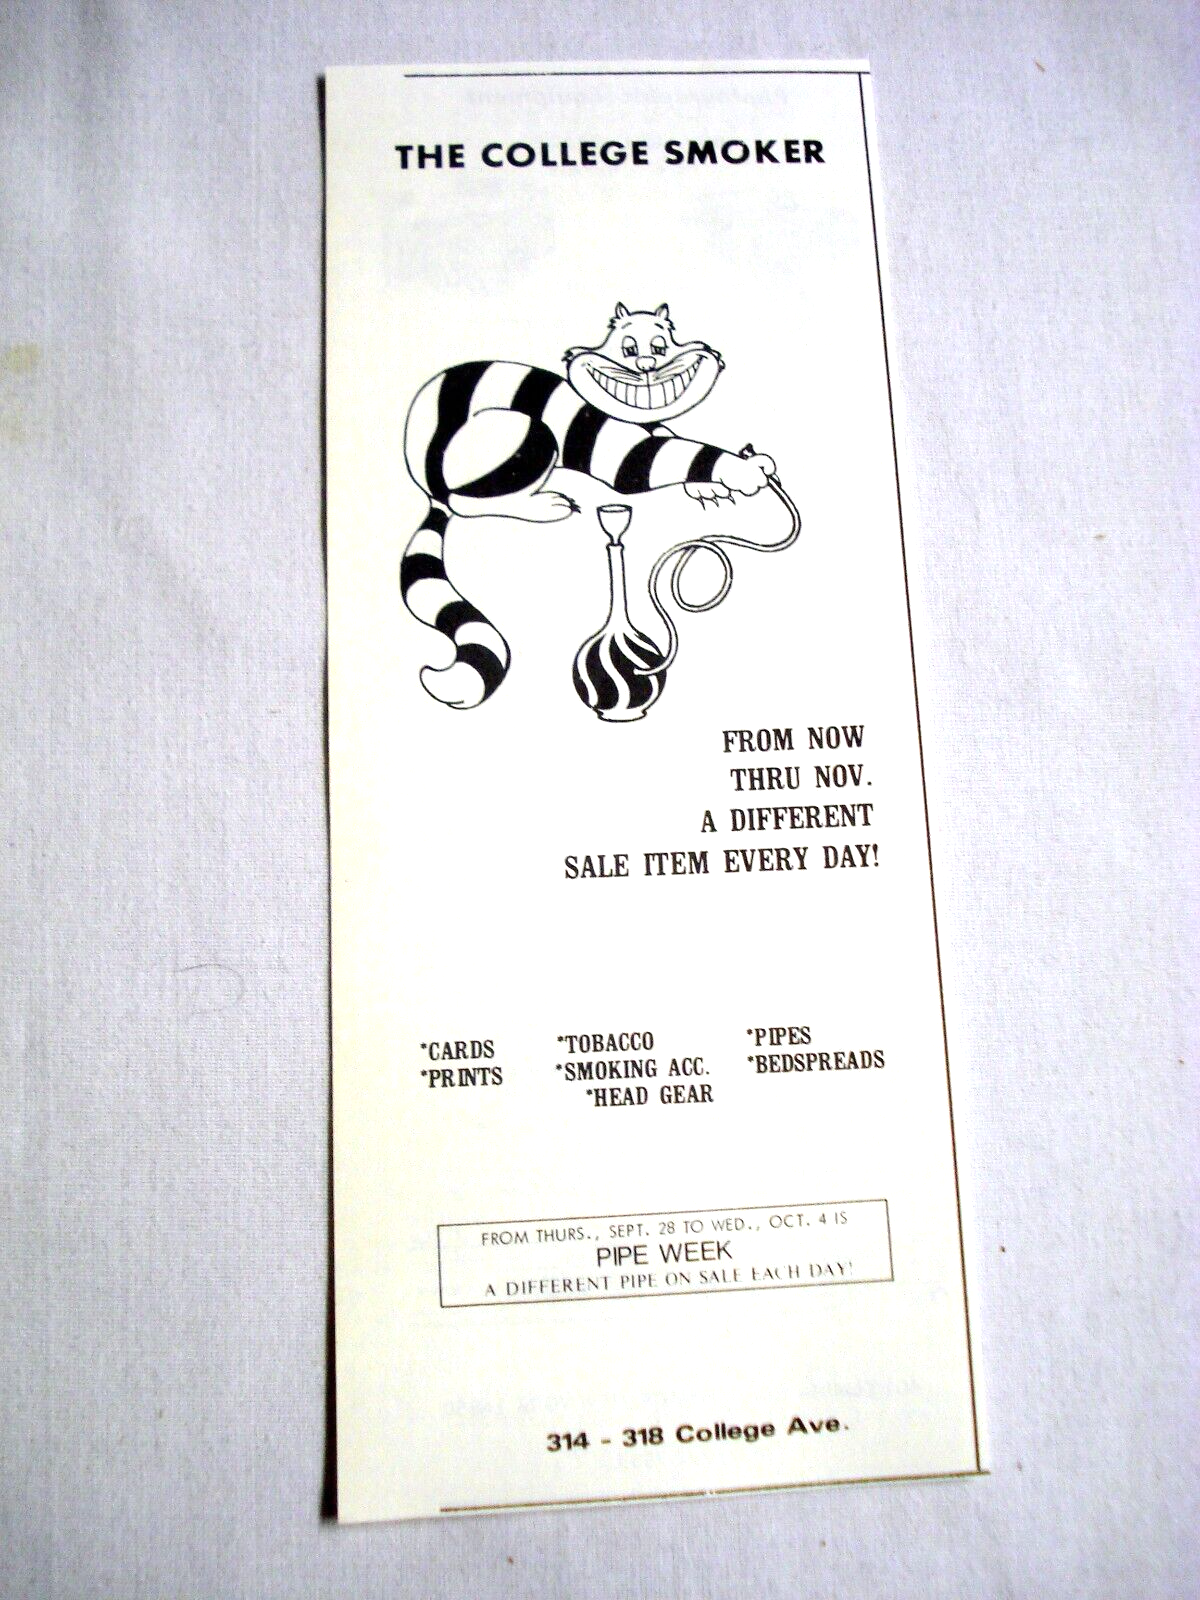 THE COLLEGE SMOKER
FROM NOW
THRU NOV.
A DIFFERENT
SALE ITEM EVERY DAY!
*CARDS *TOBACCO *PIPES
*PRINTS *SMOKING ACC. *BEDSPREADS
*HEAD GEAR
FROM THURS., SEPT. 28 TO WED., OCT. 4 IS
PIPE WEEK
A DIFFERENT PIPE ON SALE EACH DAY!
314 - 318 College Ave.